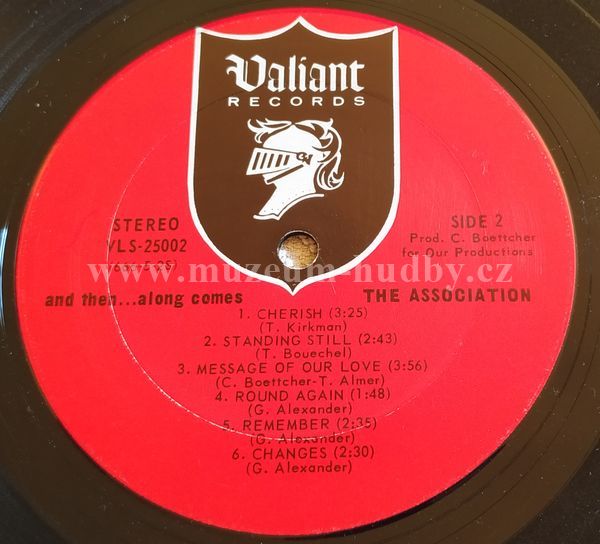 Valiant
RECORDS
STEREO
VLS-25002
SIDE 2
Prod. C. Boettcher
for Our Productions
www.muzeum-hudby.cz
and then...along comes
THE ASSOCIATION
1. CHERISH (3:25)
(T. Kirkman)
2. STANDING STILL (2:43)
(T. Bouechel)
3. MESSAGE OF OUR LOVE (3:56)
(C. Boettcher-T. Almer)
4. ROUND AGAIN (1:48)
(G. Alexander)
5. REMEMBER (2:35)
(G. Alexander)
6. CHANGES (2:30)
(G. Alexander)